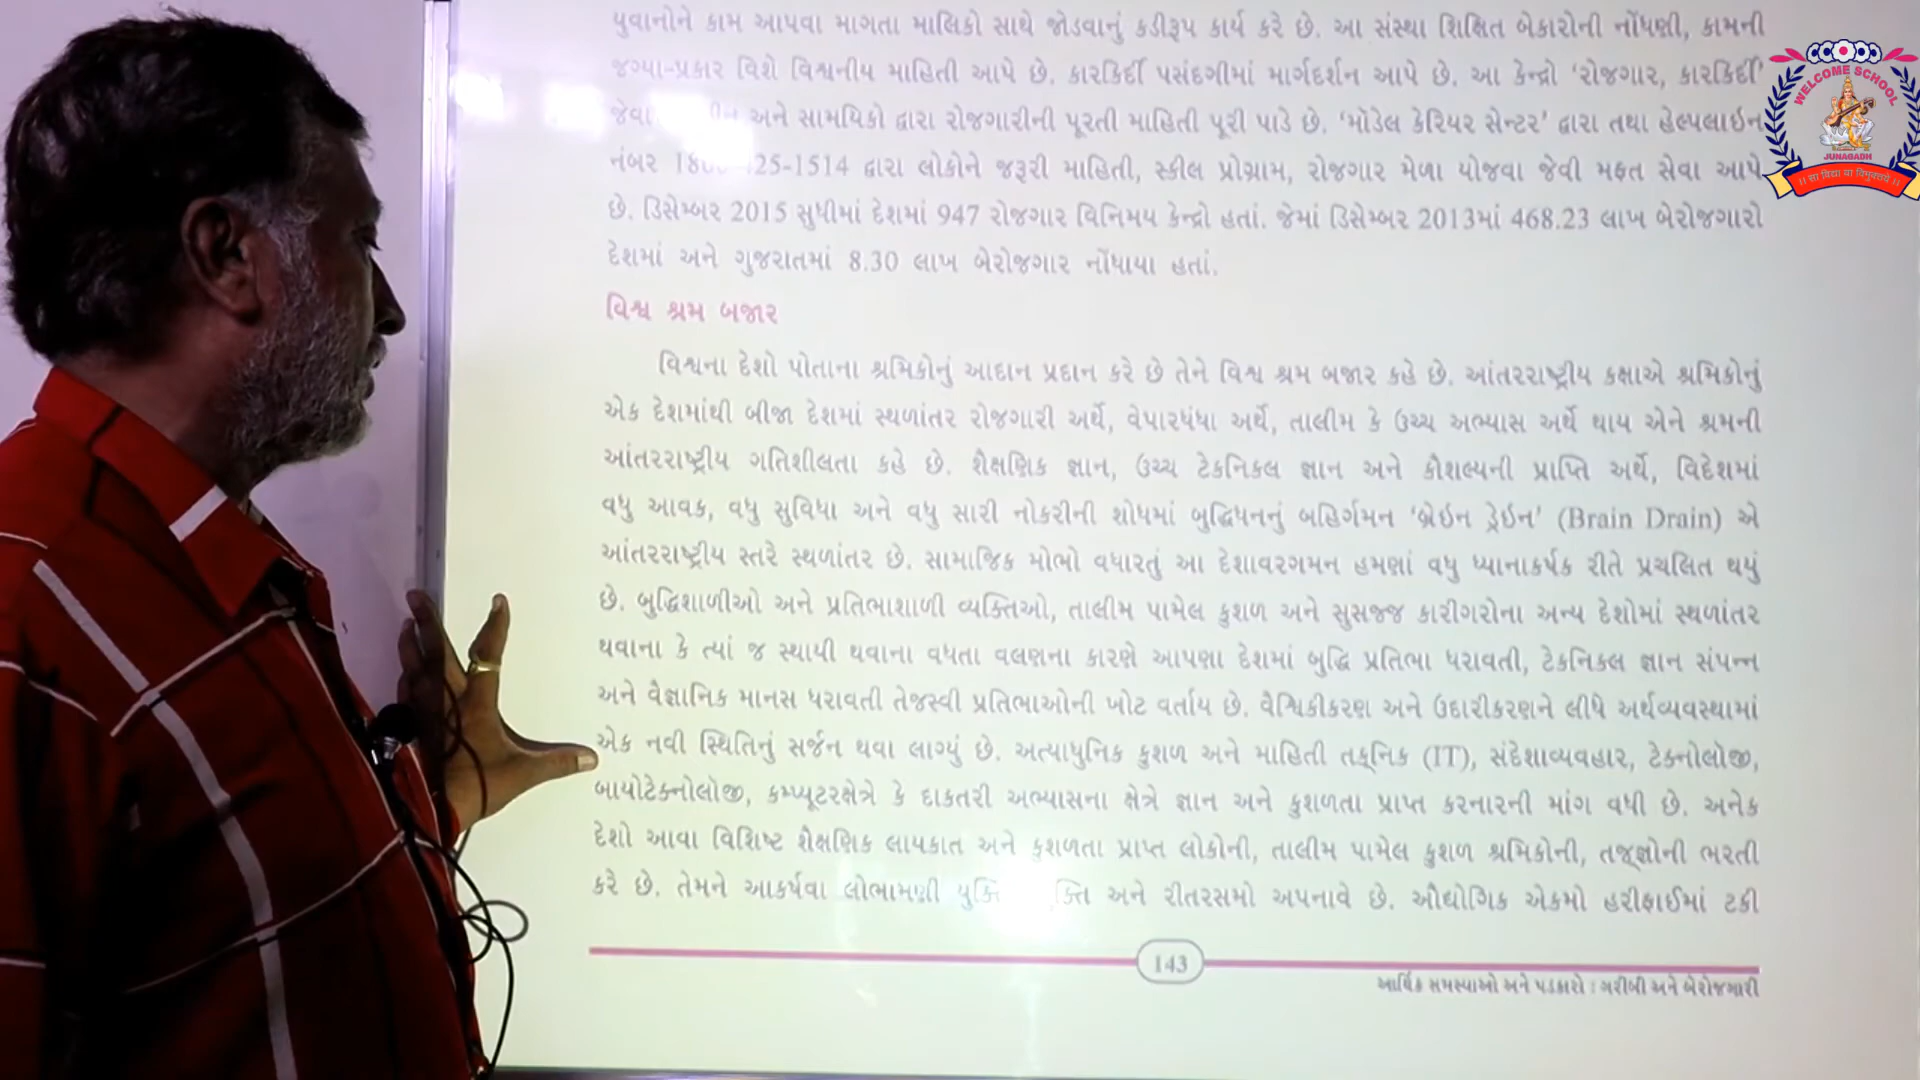 યુવાનોને કામ આપવા માગતા માલિકો સાથે જોડવાનું કડીરૂપ કાર્ય કરે છે. આ સંસ્થા શિક્ષિત બેકારોની નોંધણી, કામની
જગ્યા-પ્રકાર વિશે વિશ્વનીય માહિતી આપે છે. કારકિર્દી પસંદગીમાં માર્ગદર્શન આપે છે. આ કેન્દ્રો ‘રોજગાર, કારકિર્દી’
જેવા અને સામયિકો દ્વારા રોજગારીની પૂરતી માહિતી પૂરી પાડે છે. ‘મૉડેલ કેરિયર સેન્ટર’ દ્વારા તથા હેલ્પલાઇન
નંબર 25-1514 દ્વારા લોકોને જરૂરી માહિતી, સ્કીલ પ્રોગ્રામ, રોજગાર મેળા યોજવા જેવી મફત સેવા આપે
છે. ડિસેમ્બર 2015 સુધીમાં દેશમાં 947 રોજગાર વિનિમય કેન્દ્રો હતાં. જેમાં ડિસેમ્બર 2013માં 468.23 લાખ બેરોજગારો
દેશમાં અને ગુજરાતમાં 8.30 લાખ બેરોજગાર નોંધાયા હતાં.
વિશ્વ શ્રમ બજાર
વિશ્વના દેશો પોતાના શ્રમિકોનું આદાન પ્રદાન કરે છે તેને વિશ્વ શ્રમ બજાર કહે છે. આંતરરાષ્ટ્રીય કક્ષાએ શ્રમિકોનું
એક દેશમાંથી બીજા દેશમાં સ્થળાંતર રોજગારી અર્થે, વેપારધંધા અર્થે, તાલીમ કે ઉચ્ચ અભ્યાસ અર્થે થાય એને શ્રમની
આંતરરાષ્ટ્રીય ગતિશીલતા કહે છે. શૈક્ષણિક જ્ઞાન, ઉચ્ચ ટેકનિકલ જ્ઞાન અને કૌશલ્યની પ્રાપ્તિ અર્થે, વિદેશમાં
વધુ આવક, વધુ સુવિધા અને વધુ સારી નોકરીની શોધમાં બુદ્ધિધનનું બહિર્ગમન ‘બ્રેઇન ડ્રેઇન’ (Brain Drain) એ
આંતરરાષ્ટ્રીય સ્તરે સ્થળાંતર છે. સામાજિક મોભો વધારતું આ દેશાવરગમન હમણાં વધુ ધ્યાનાકર્ષક રીતે પ્રચલિત થયું
છે. બુદ્ધિશાળીઓ અને પ્રતિભાશાળી વ્યક્તિઓ, તાલીમ પામેલ કુશળ અને સુસજ્જ કારીગરોના અન્ય દેશોમાં સ્થળાંતર
થવાના કે ત્યાં જ સ્થાયી થવાના વધતા વલણના કારણે આપણા દેશમાં બુદ્ધિ પ્રતિભા ધરાવતી, ટેકનિકલ જ્ઞાન સંપન્ન
અને વૈજ્ઞાનિક માનસ ધરાવતી તેજસ્વી પ્રતિભાઓની ખોટ વર્તાય છે. વૈશ્વિકીકરણ અને ઉદારીકરણને લીધે અર્થવ્યવસ્થામાં
એક નવી સ્થિતિનું સર્જન થવા લાગ્યું છે. અત્યાધુનિક કુશળ અને માહિતી તક્નિક (IT), સંદેશાવ્યવહાર, ટેક્નોલૉજી,
બાયોટેક્નોલૉજી, કમ્પ્યૂટરક્ષેત્રે કે દાકતરી અભ્યાસના ક્ષેત્રે જ્ઞાન અને કુશળતા પ્રાપ્ત કરનારની માંગ વધી છે. અનેક
દેશો આવા વિશિષ્ટ શૈક્ષણિક લાયકાત અને કુશળતા પ્રાપ્ત લોકોની, તાલીમ પામેલ કુશળ શ્રમિકોની, તજ્જ્ઞોની ભરતી
કરે છે. તેમને આકર્ષવા લોભામણી અને રીતરસમો અપનાવે છે. ઔદ્યોગિક એકમો હરીફાઈમાં ટકી
143
આર્થિક સમસ્યાઓ અને પડકારો : ગરીબી અને બેરોજગારી
WELCOME SCHOOL
JUNAGADH
।। सा विद्या या विमुक्तये ।।